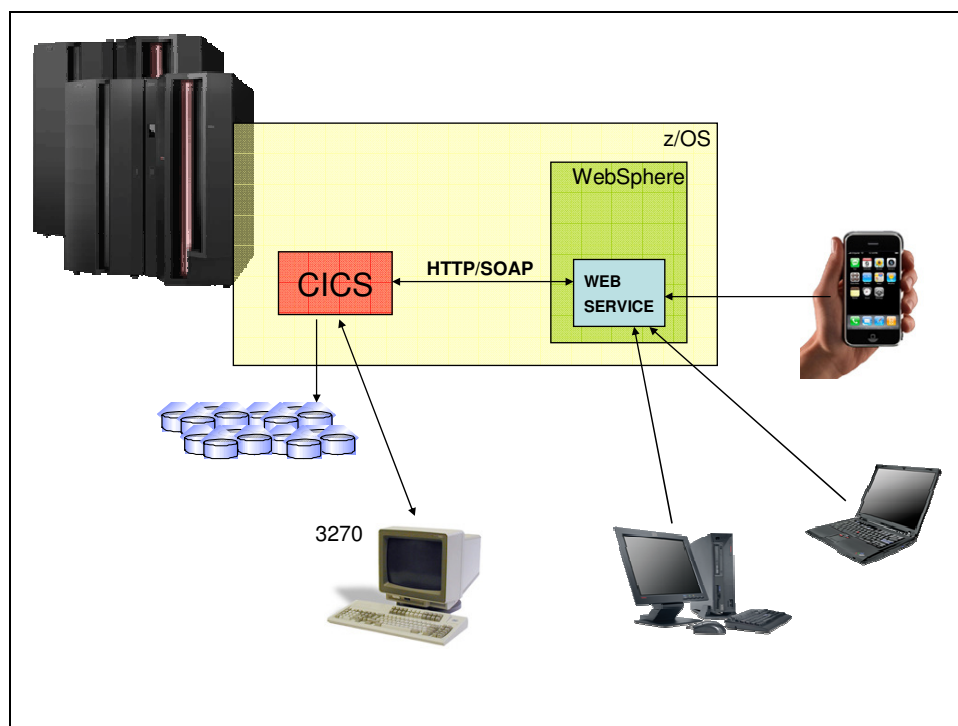 z/OS
WebSphere
HTTP/SOAP
CICS
WEB
SERVICE
3270